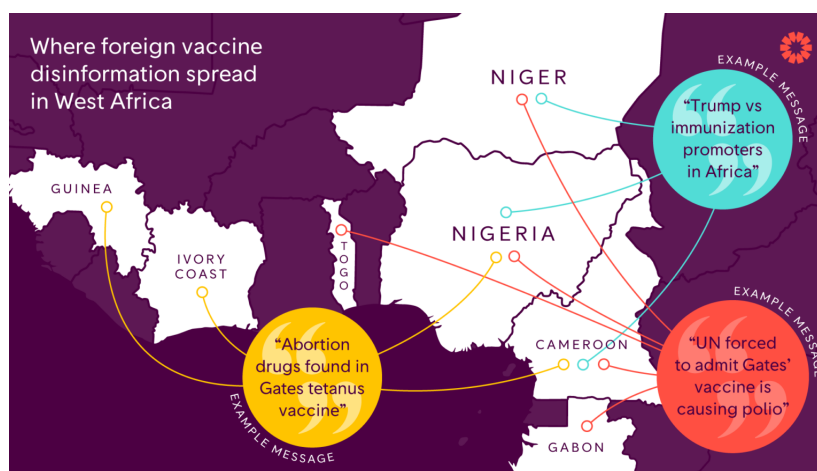 Where foreign vaccine
disinformation spread
in West Africa
NIGER
EXAMPLE MESSAGE
“Trump vs
immunization
promoters
in Africa”
GUINEA
IVORY
COAST
TOGO
NIGERIA
CAMEROON
GABON
“Abortion
drugs found in
Gates tetanus
vaccine”
EXAMPLE MESSAGE
EXAMPLE MESSAGE
“UN forced
to admit Gates’
vaccine is
causing polio”